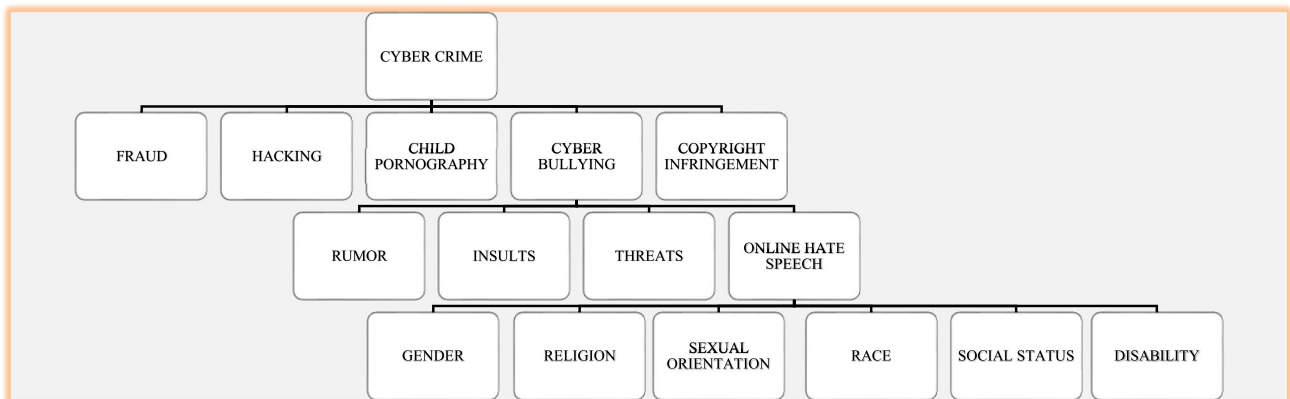 CYBER CRIME
FRAUD
HACKING
CHILD
PORNOGRAPHY
CYBER
BULLYING
COPYRIGHT
INFRINGEMENT
RUMOR
INSULTS
THREATS
ONLINE HATE
SPEECH
GENDER
RELIGION
SEXUAL
ORIENTATION
RACE
SOCIAL STATUS
DISABILITY